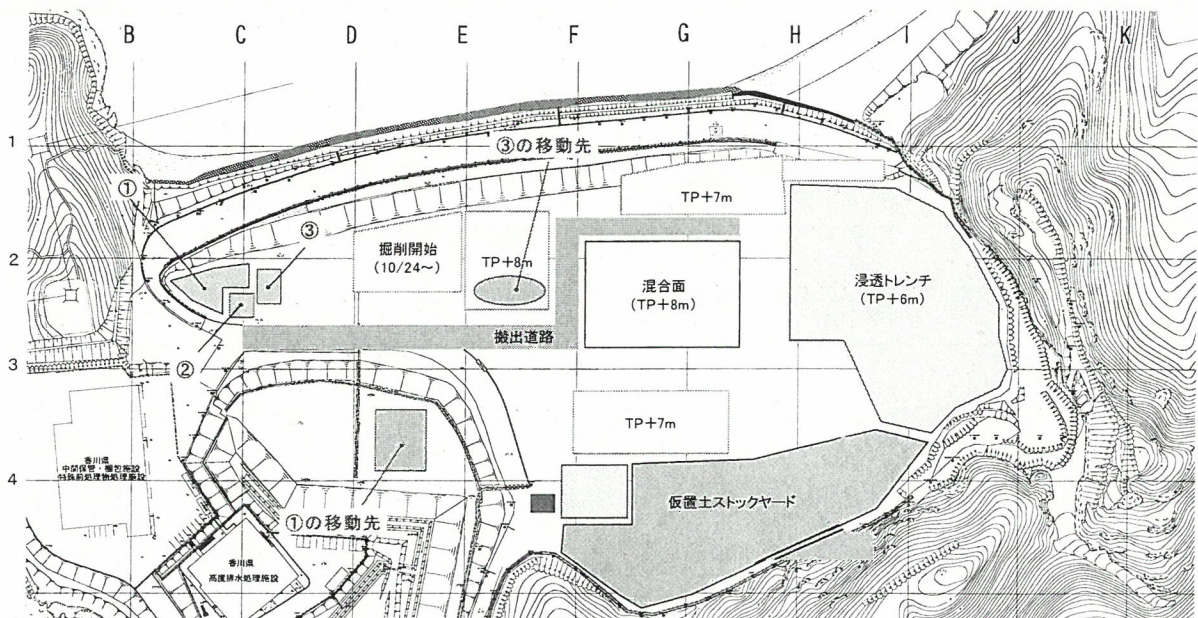 B C D E F G H I J K
1
③の移動先
①
TP+7m
③
掘削開始
(10/24～)
2
TP+8m
混合面
(TP+8m)
浸透トレンチ
(TP+6m)
搬出道路
②
3
TP+7m
香川県
中間保管・梱包施設
特殊前処理物処理施設
4
仮置土ストックヤード
①の移動先
香川県
高度排水処理施設